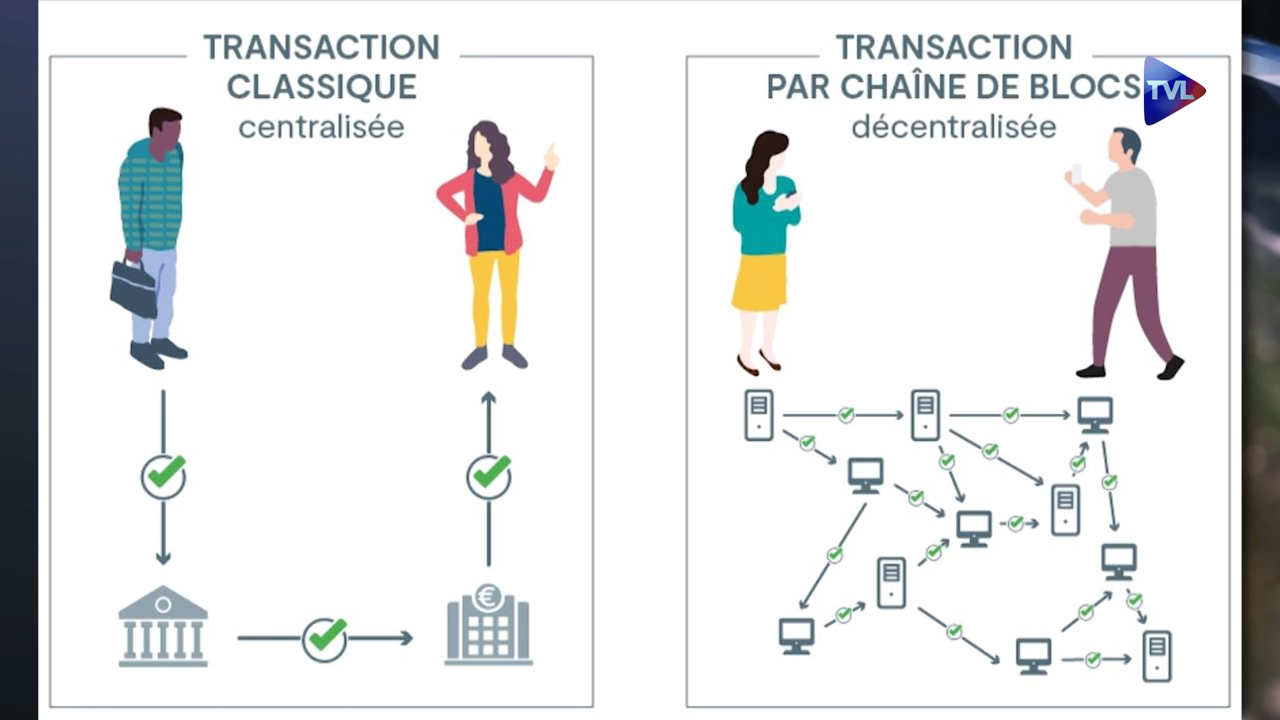 TRANSACTION
CLASSIQUE
centralisée
€
TRANSACTION
PAR CHAÎNE DE BLOCS
décentralisée
TVL